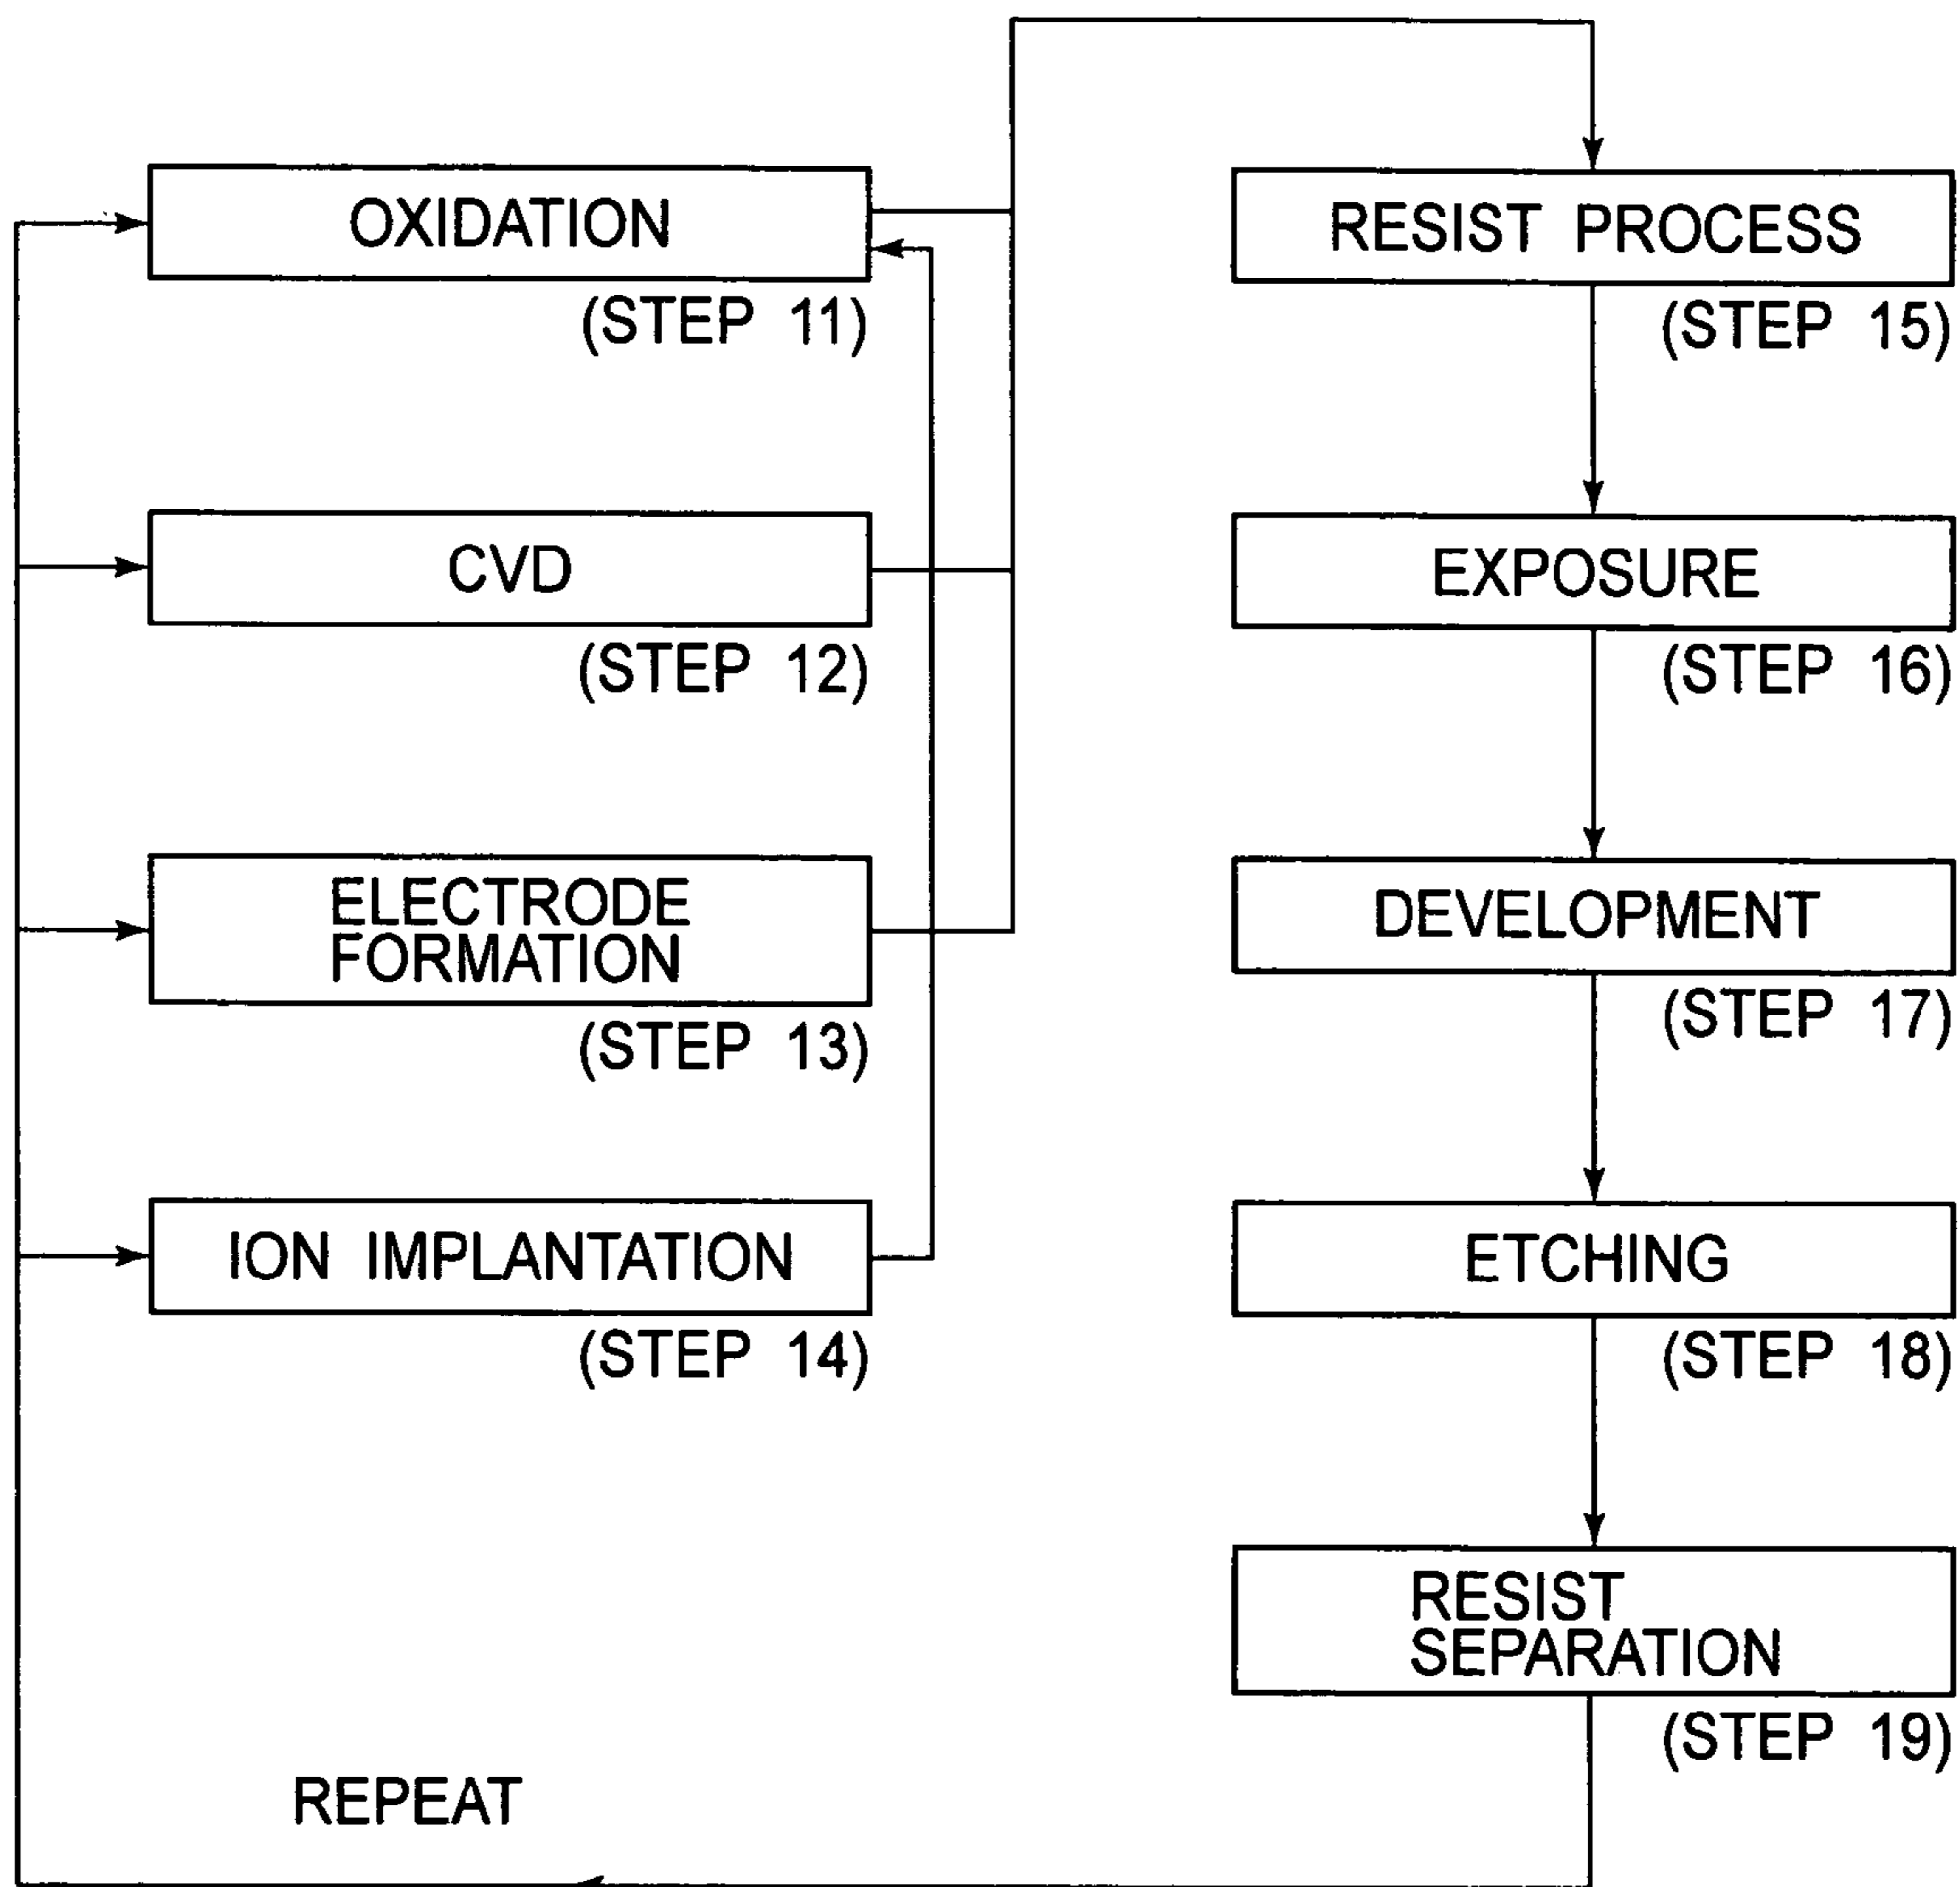 OXIDATION
(STEP 11)
CVD
(STEP 12)
ELECTRODE
FORMATION
(STEP 13)
ION IMPLANTATION
(STEP 14)
RESIST PROCESS
(STEP 15)
EXPOSURE
(STEP 16)
DEVELOPMENT
(STEP 17)
ETCHING
(STEP 18)
RESIST
SEPARATION
(STEP 19)
REPEAT